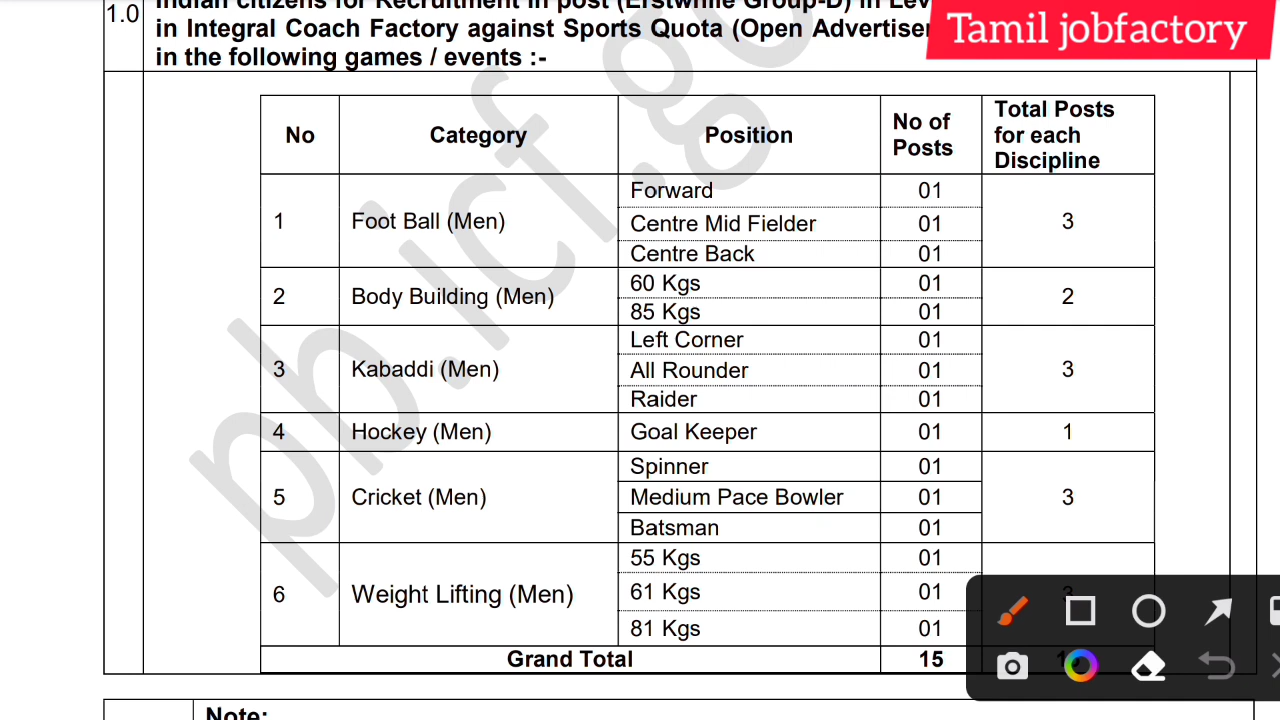 Indian citizens for Recruitment in post (Erstwhile Group-D) in
1.0
in Integral Coach Factory against Sports Quota (Open
Tamil jobfactory
in the following games / events :-
No Category Position No of Posts Total Posts for each Discipline
1 Foot Ball (Men) Forward 01 3
Centre Mid Fielder 01
Centre Back 01
2 Body Building (Men) 60 Kgs 01 2
85 Kgs 01
3 Kabaddi (Men) Left Corner 01 3
All Rounder 01
Raider 01
4 Hockey (Men) Goal Keeper 01 1
5 Cricket (Men) Spinner 01 3
Medium Pace Bowler 01
Batsman 01
6 Weight Lifting (Men) 55 Kgs 01 3
61 Kgs 01
81 Kgs 01
Grand Total 15
Note:
pb.icf.go